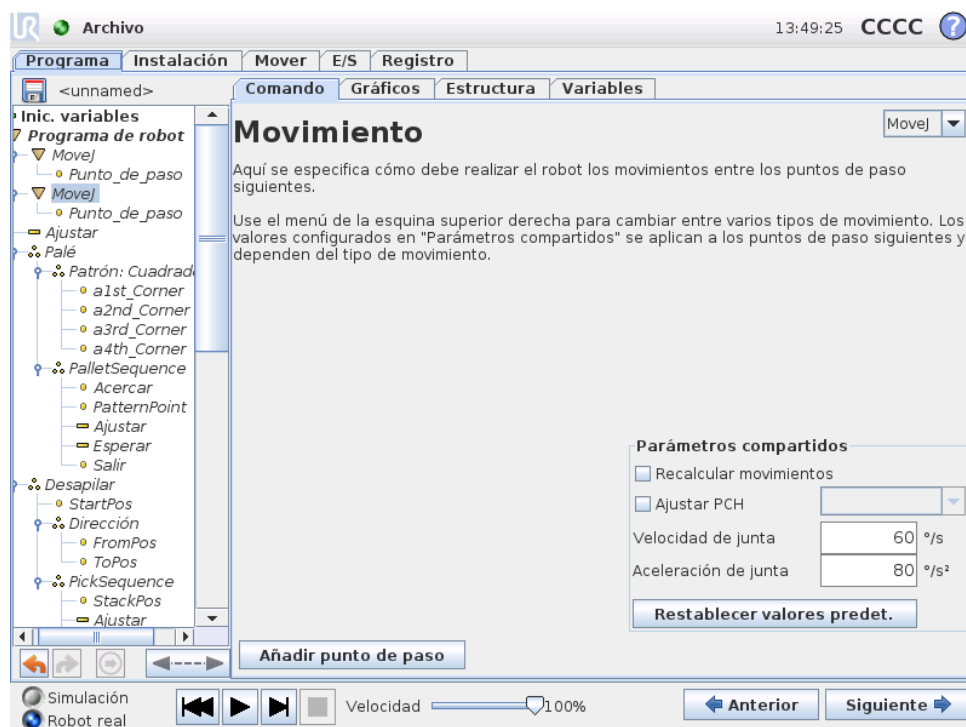 UR Archivo 13:49:25 CCCC ?
Programa Instalación Mover E/S Registro
<unnamed>
Comando Gráficos Estructura Variables
Inic. variables
Programa de robot
MoveJ
Punto_de_paso
MoveJ
Punto_de_paso
Ajustar
Palé
Patrón: Cuadrad
a1st_Corner
a2nd_Corner
a3rd_Corner
a4th_Corner
PalletSequence
Acercar
PatternPoint
Ajustar
Esperar
Salir
Desapilar
StartPos
Dirección
FromPos
ToPos
PickSequence
StackPos
Ajustar
Movimiento
MoveJ
Aquí se especifica cómo debe realizar el robot los movimientos entre los puntos de paso
siguientes.
Use el menú de la esquina superior derecha para cambiar entre varios tipos de movimiento. Los
valores configurados en "Parámetros compartidos" se aplican a los puntos de paso siguientes y
dependen del tipo de movimiento.
Parámetros compartidos
Recalcular movimientos
Ajustar PCH
Velocidad de junta 60 °/s
Aceleración de junta 80 °/s²
Restablecer valores predet.
Añadir punto de paso
Simulación
Robot real
Velocidad 100%
Anterior Siguiente